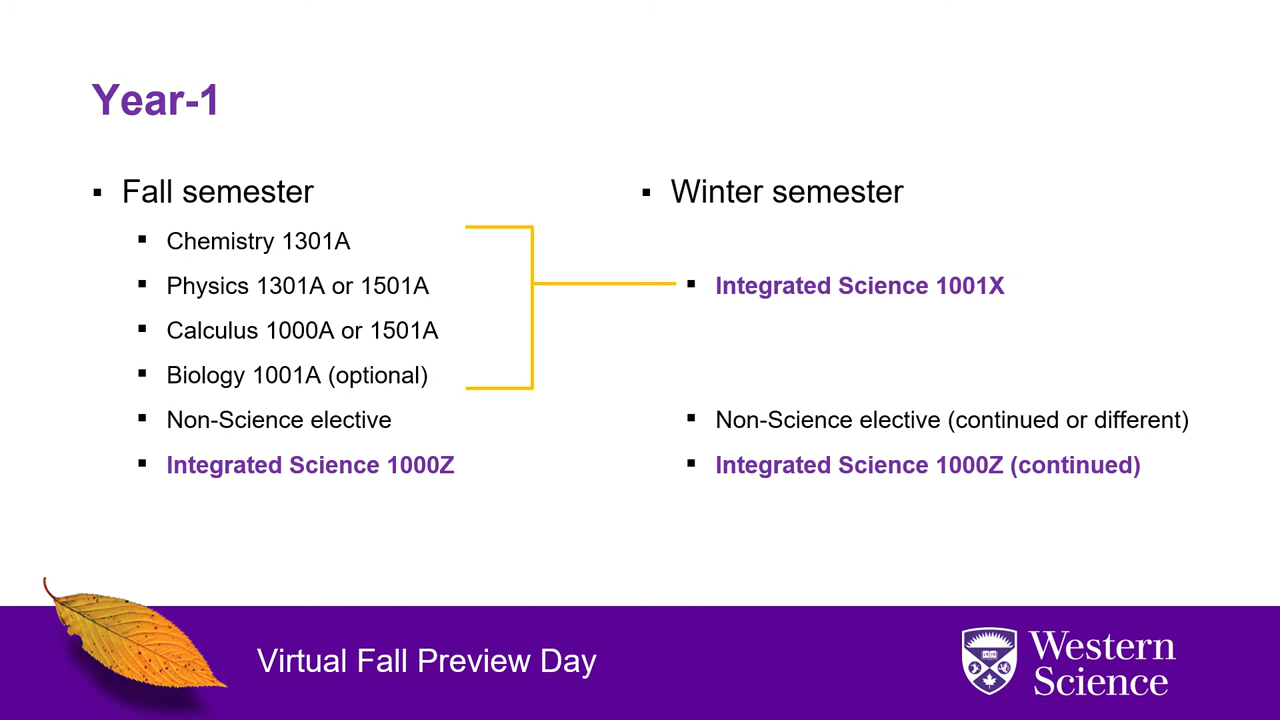 Year-1
Fall semester
Chemistry 1301A
Physics 1301A or 1501A
Calculus 1000A or 1501A
Biology 1001A (optional)
Non-Science elective
Integrated Science 1000Z
Winter semester
Integrated Science 1001X
Non-Science elective (continued or different)
Integrated Science 1000Z (continued)
Virtual Fall Preview Day
Western
Science